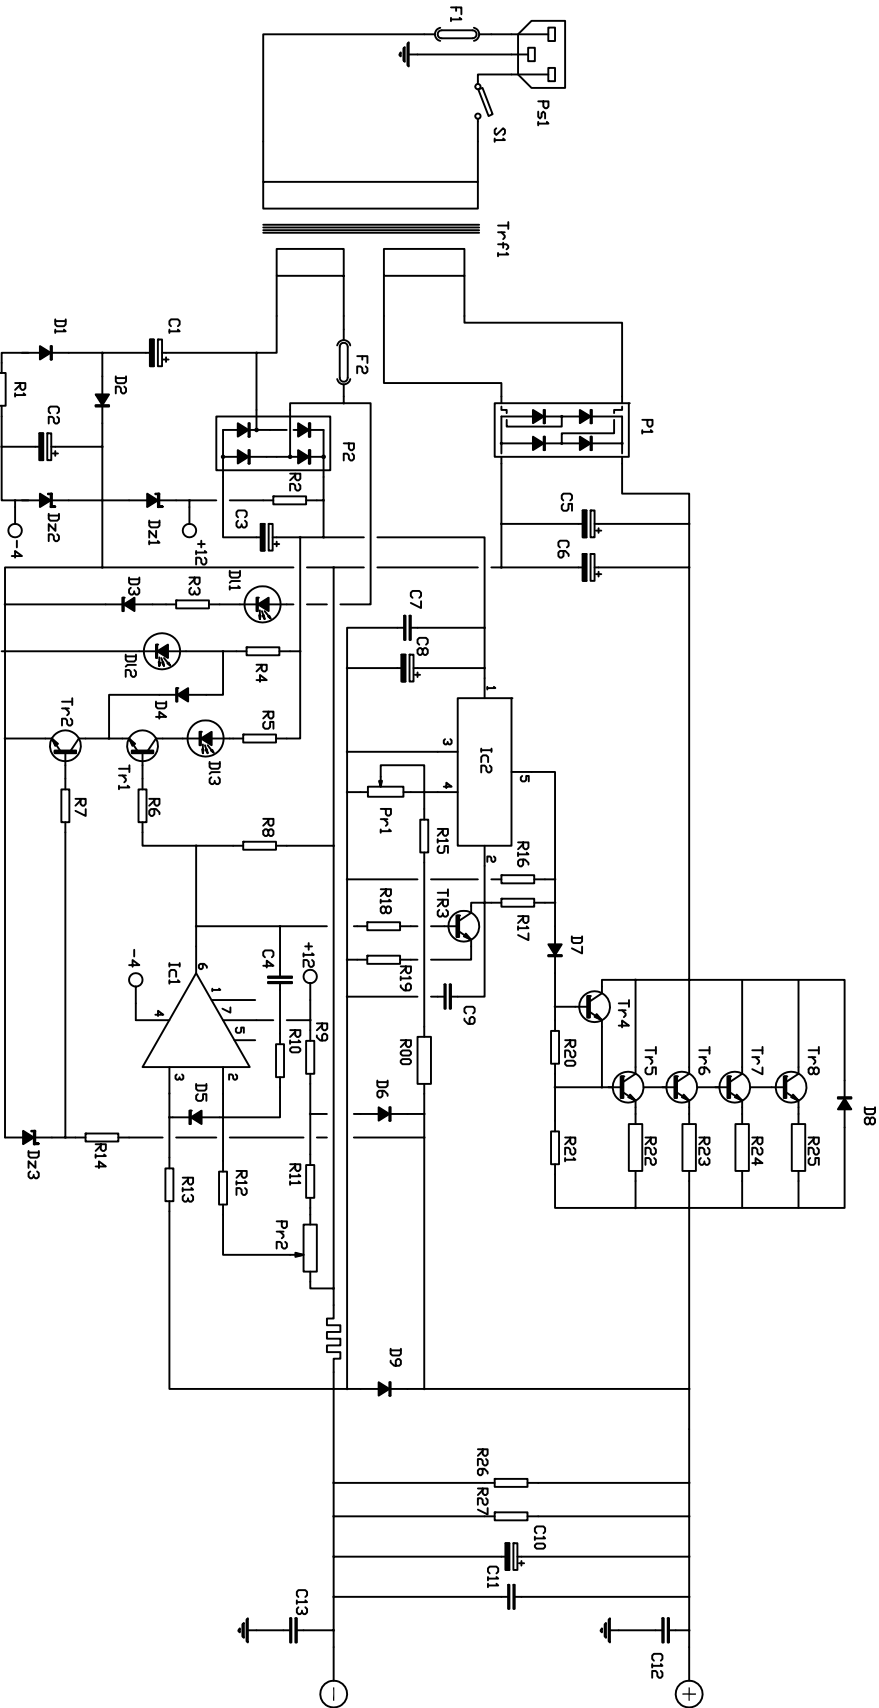 F1
Ps1
S1
Trf1
F2
P1
P2
D1
C1
D2
R1
C2
R2
C3
Dz2
Dz1
-4
+12
C5
C6
D3
R3
Dl1
Dl2
R4
D4
Tr2
Tr1
Dl3
R5
R7
R6
R8
C7
C8
1
3
Ic2
5
4
2
Pr1
R15
R16
R17
R18
TR3
R19
C9
D7
Tr4
R20
R21
Tr5
Tr6
Tr7
Tr8
D8
R22
R23
R24
R25
Ic1
6
-4
4
1
7
5
3
2
C4
+12
R10
R9
R00
D5
D6
Dz3
R14
R13
R12
R11
Pr2
D9
R26
R27
C10
C11
C13
C12
-
+
+
+
+
+
+
+
+